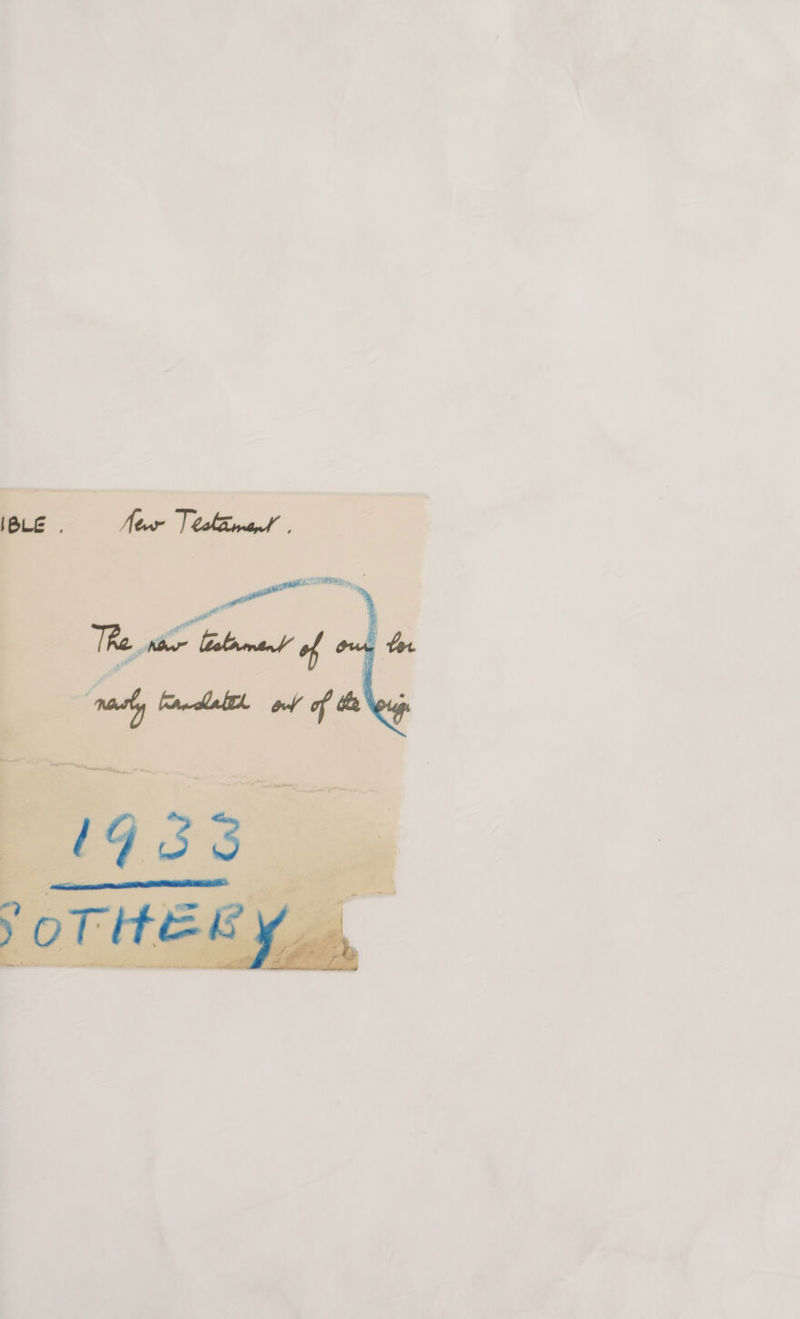 IBLE . New Testament .
The new testament of our lor
newly translated out of the orig
1933
SOTHEBY